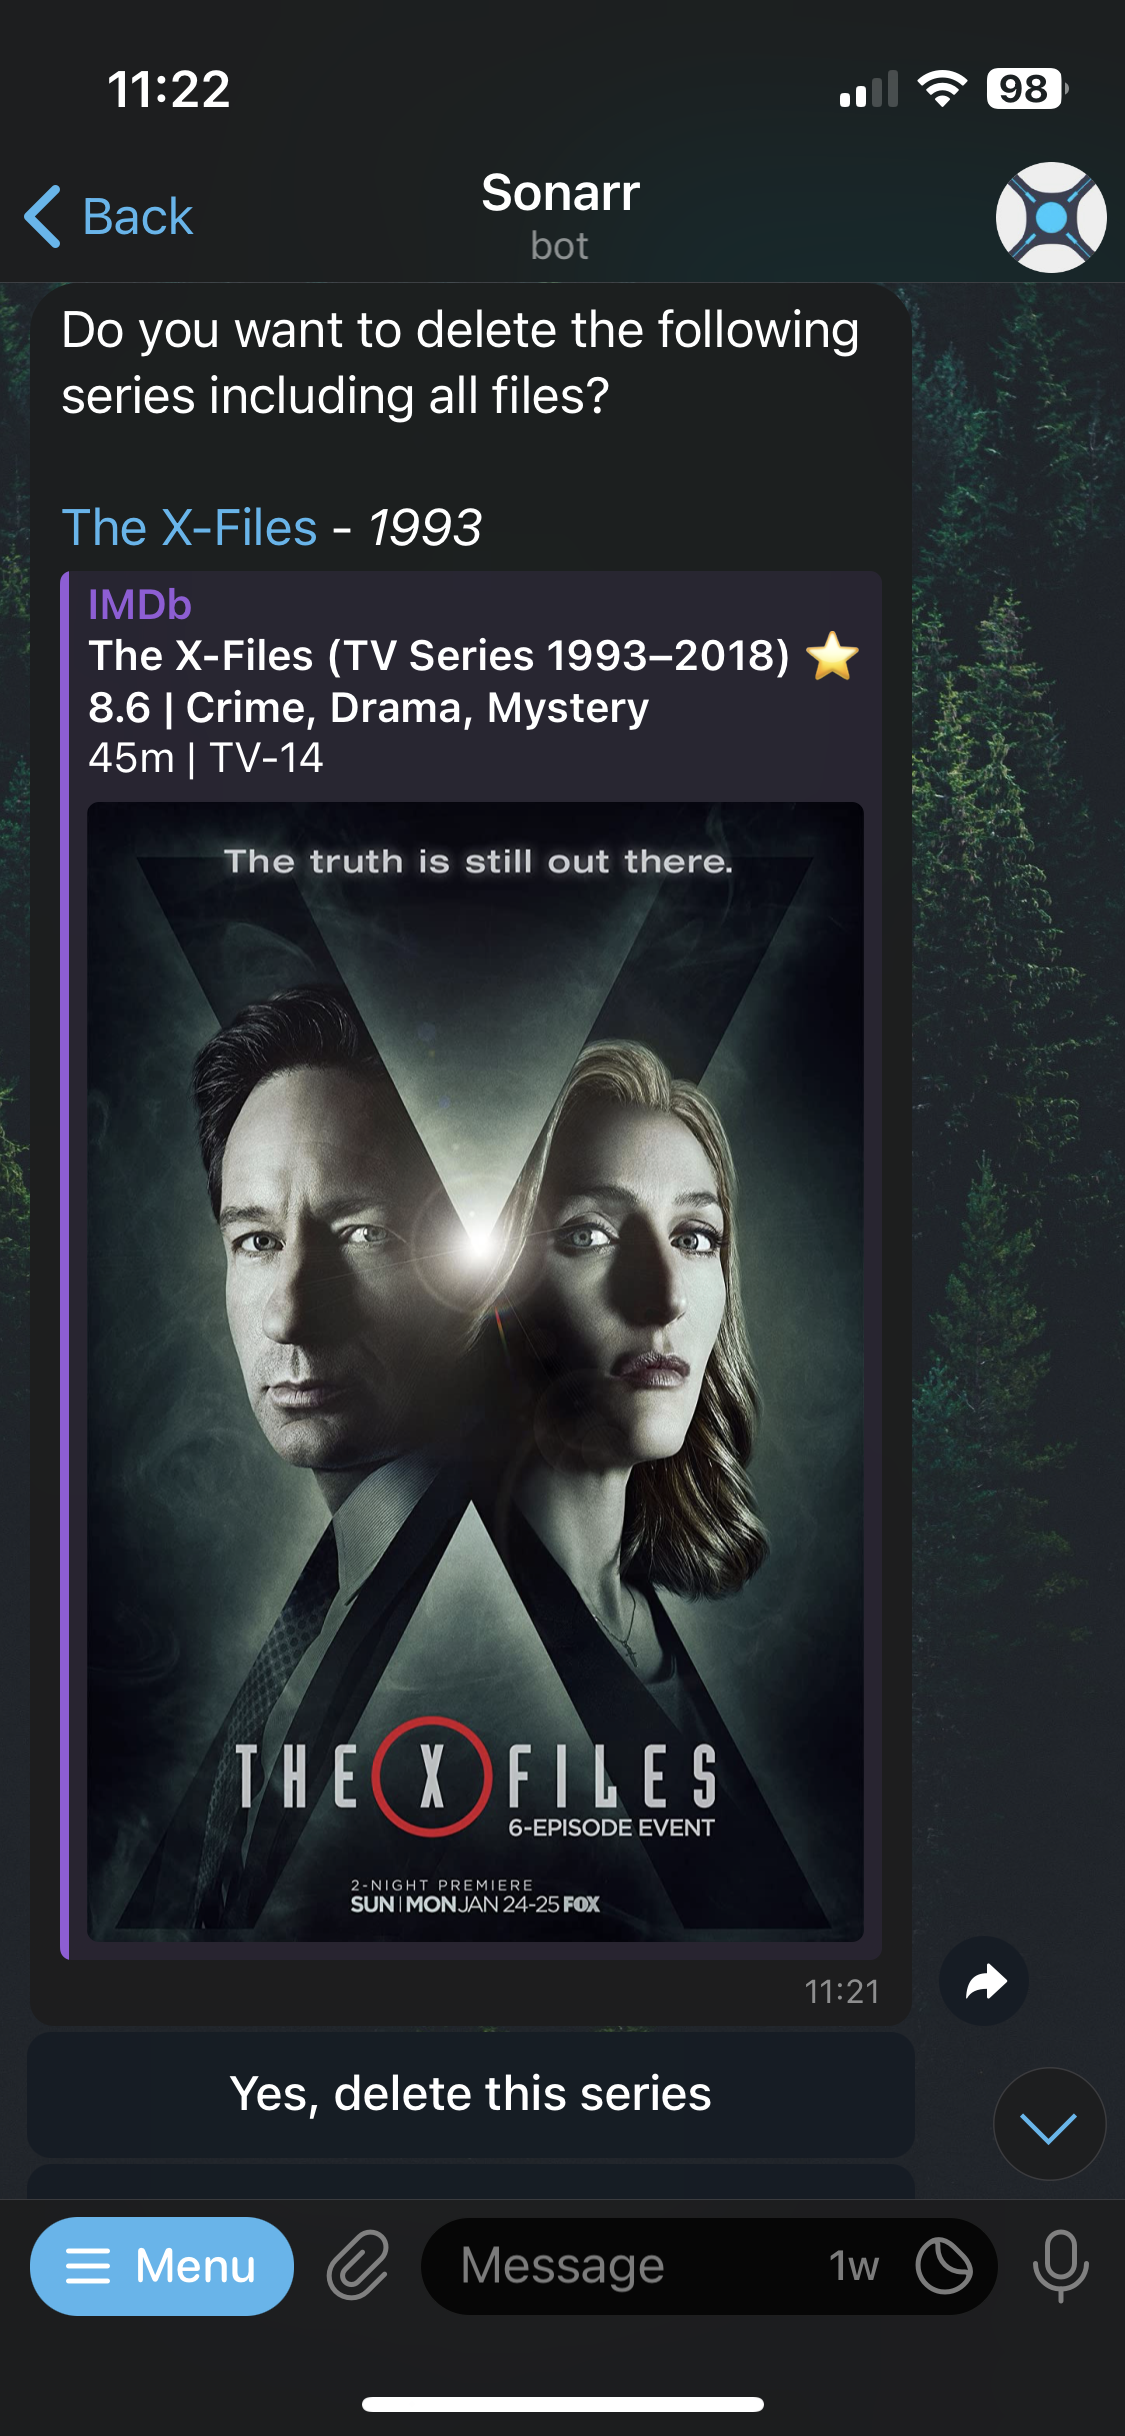 11:22
98
Back
Sonarr
bot
Do you want to delete the following
series including all files?
The X-Files - 1993
IMDb
The X-Files (TV Series 1993–2018) ⭐
8.6 | Crime, Drama, Mystery
45m | TV-14
The truth is still out there.
THE X FILES
6-EPISODE EVENT
2-NIGHT PREMIERE
SUN | MON JAN 24-25 FOX
11:21
Yes, delete this series
Menu
Message
1w